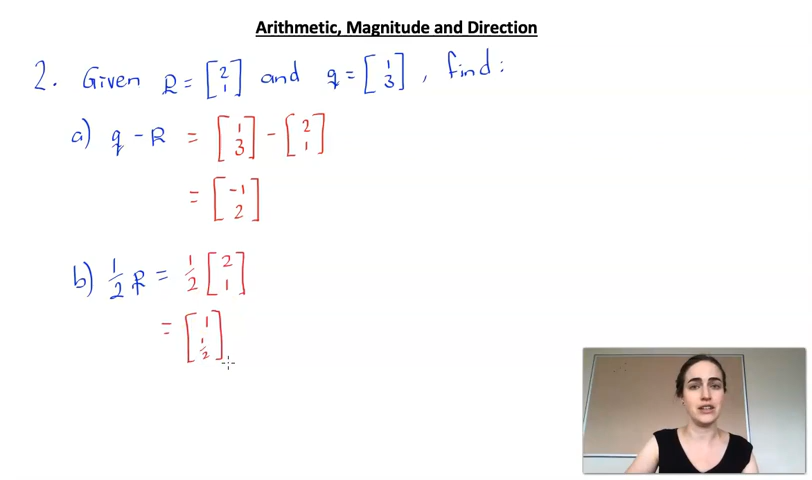 Arithmetic, Magnitude and Direction
2. Given R = [2 1] and q = [1 3], find:
a) q - R = [1 3] - [2 1]
= [-1 2]
b) 1/2 R = 1/2 [2 1]
= [1 1/2]